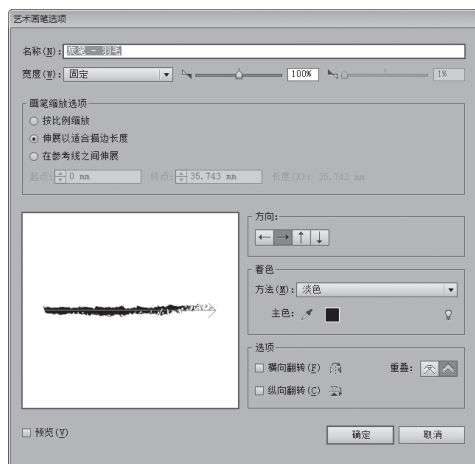 艺术画笔选项
名称(N): 炭笔 - 羽毛
宽度(W): 固定 100% 1%
画笔缩放选项
按比例缩放
伸展以适合描边长度
在参考线之间伸展
起点: 0 mm 终点: 35.743 mm 长度(X): 35.743 mm
方向:
着色
方法(M): 淡色
主色:
选项
横向翻转(F) 重叠:
纵向翻转(C)
预览(V) 确定 取消